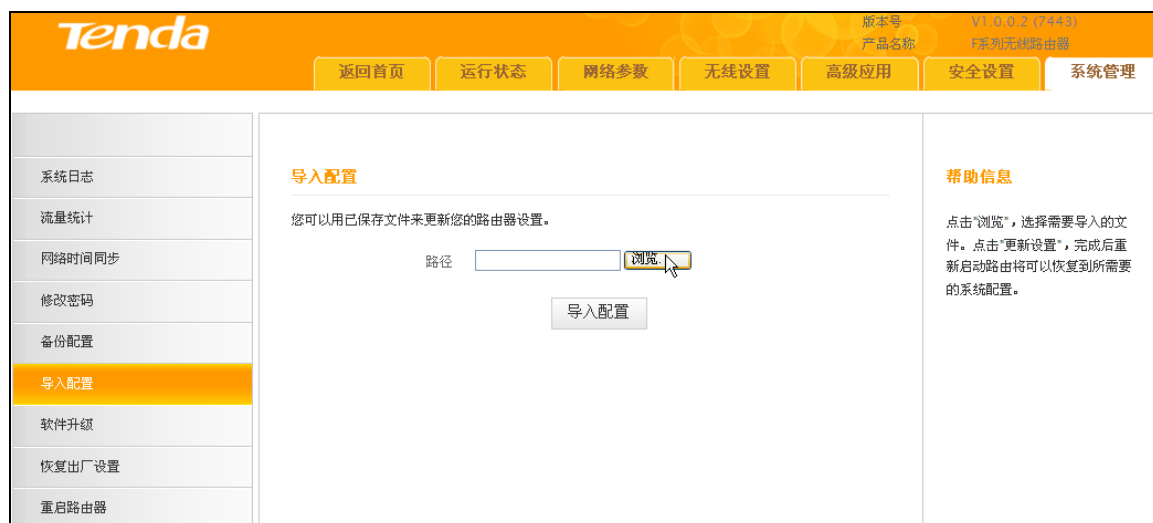 Tenda
版本号 V1.0.0.2 (7443)
产品名称 F系列无线路由器
返回首页 运行状态 网络参数 无线设置 高级应用 安全设置 系统管理
系统日志
流量统计
网络时间同步
修改密码
备份配置
导入配置
软件升级
恢复出厂设置
重启路由器
导入配置
您可以用已保存文件来更新您的路由器设置。
路径 浏览.
导入配置
帮助信息
点击"浏览"，选择需要导入的文
件。点击"更新设置"，完成后重
新启动路由将可以恢复到所需要
的系统配置。